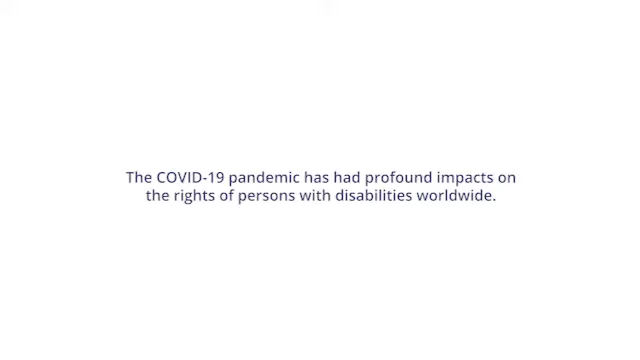 The COVID-19 pandemic has had profound impacts on
the rights of persons with disabilities worldwide.